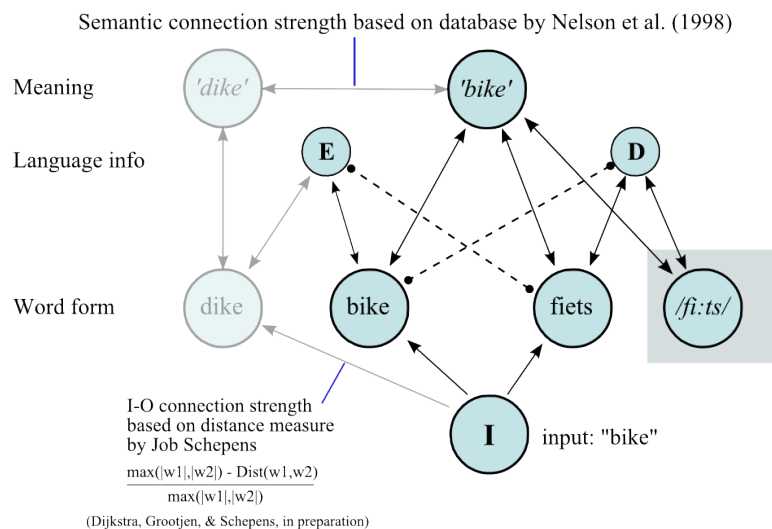 Semantic connection strength based on database by Nelson et al. (1998)
Meaning
'dike'
'bike'
Language info
E
D
Word form
dike
bike
fiets
/fi:ts/
I-O connection strength
based on distance measure
by Job Schepens
max(|w1|,|w2|) - Dist(w1,w2)
max(|w1|,|w2|)
(Dijkstra, Grootjen, & Schepens, in preparation)
I
input: "bike"